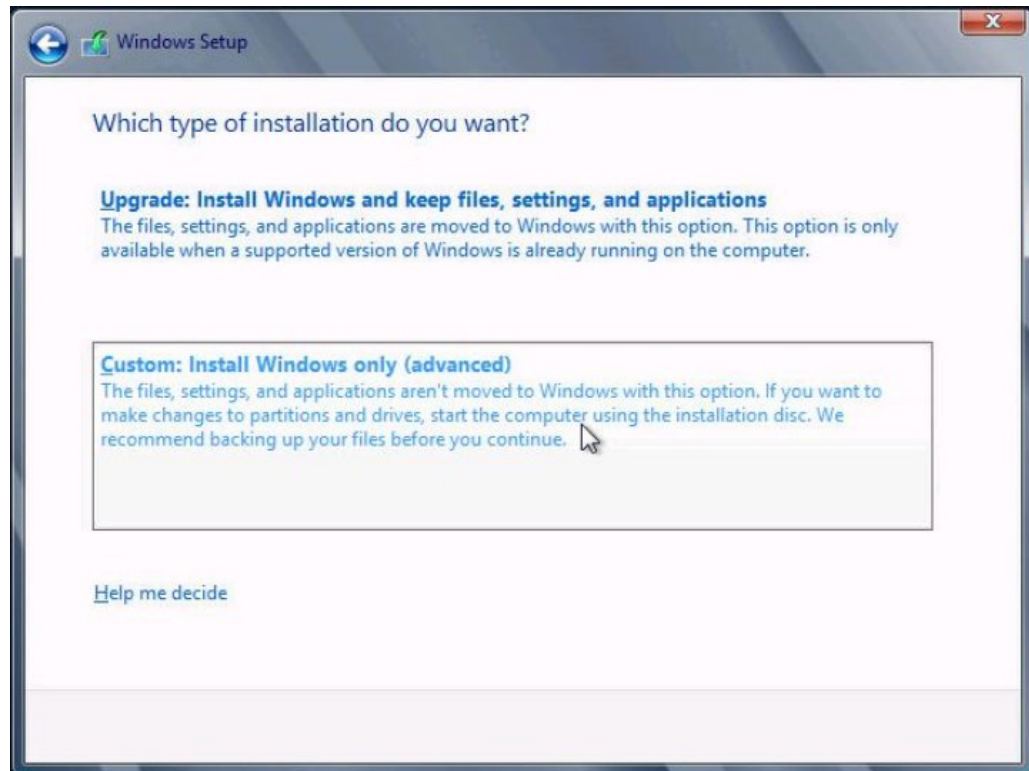 Windows Setup
Which type of installation do you want?
Upgrade: Install Windows and keep files, settings, and applications
The files, settings, and applications are moved to Windows with this option. This option is only
available when a supported version of Windows is already running on the computer.
Custom: Install Windows only (advanced)
The files, settings, and applications aren't moved to Windows with this option. If you want to
make changes to partitions and drives, start the computer using the installation disc. We
recommend backing up your files before you continue.
Help me decide